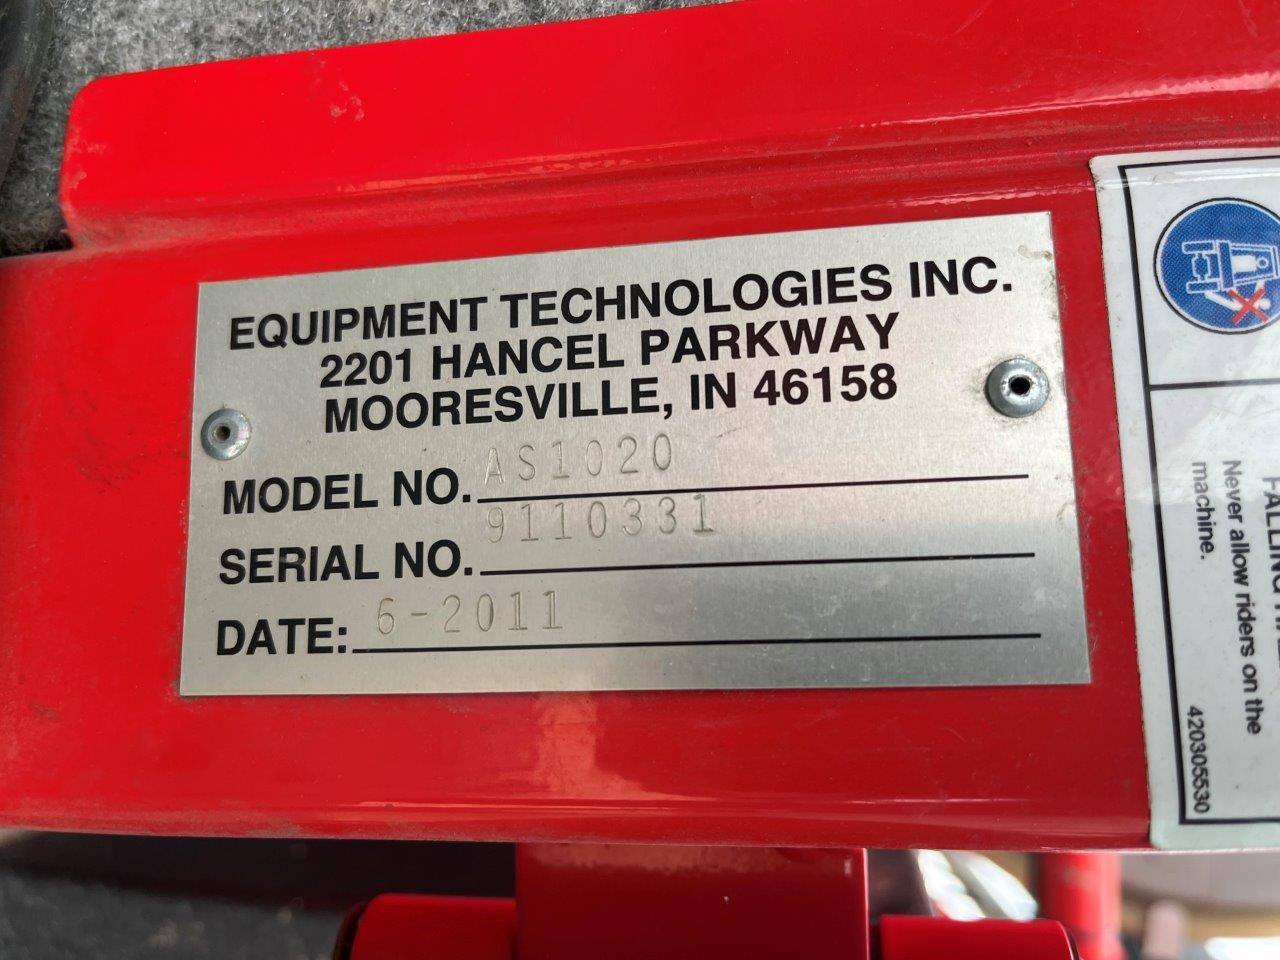 EQUIPMENT TECHNOLOGIES INC.
2201 HANCEL PARKWAY
MOORESVILLE, IN 46158
MODEL NO. AS1020
SERIAL NO. 9110331
DATE: 6-2011
Never allow riders on the
machine.
420305530